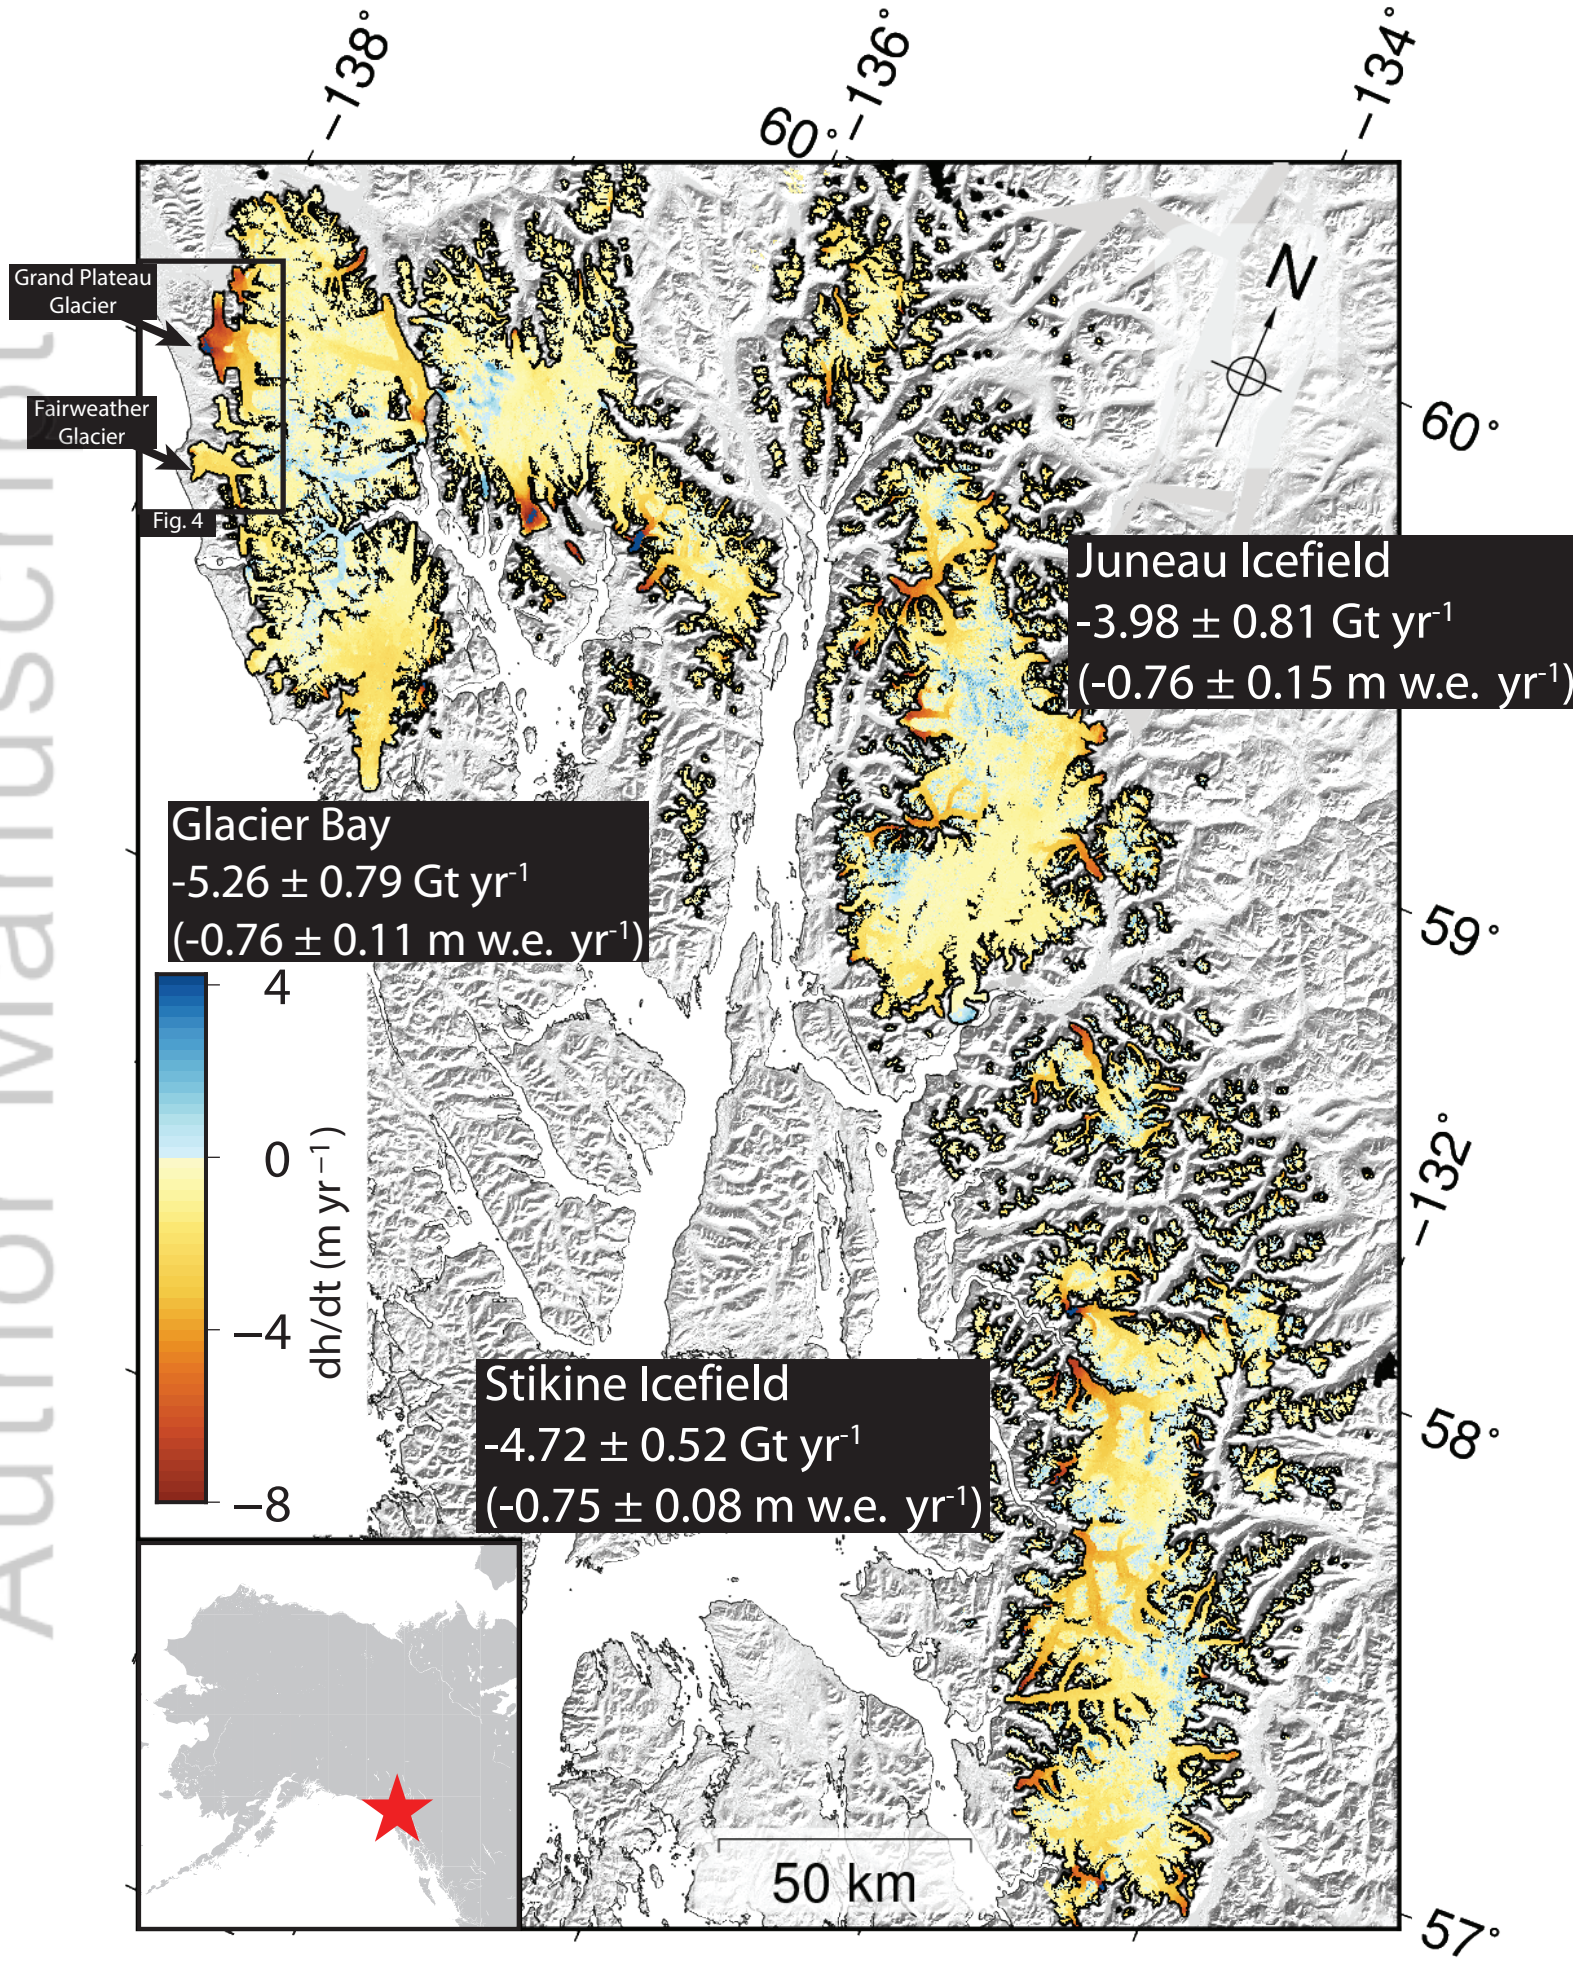 −138°
−136°
−134°
60°
Grand Plateau
Glacier
Fairweather
Glacier
Fig. 4
N
60°
Juneau Icefield
-3.98 ± 0.81 Gt yr-1
(-0.76 ± 0.15 m w.e. yr-1)
Glacier Bay
-5.26 ± 0.79 Gt yr-1
(-0.76 ± 0.11 m w.e. yr-1)
59°
4
0
−4
−8
dh/dt (m yr−1)
−132°
Stikine Icefield
-4.72 ± 0.52 Gt yr-1
(-0.75 ± 0.08 m w.e. yr-1)
58°
50 km
57°
Author Manuscript